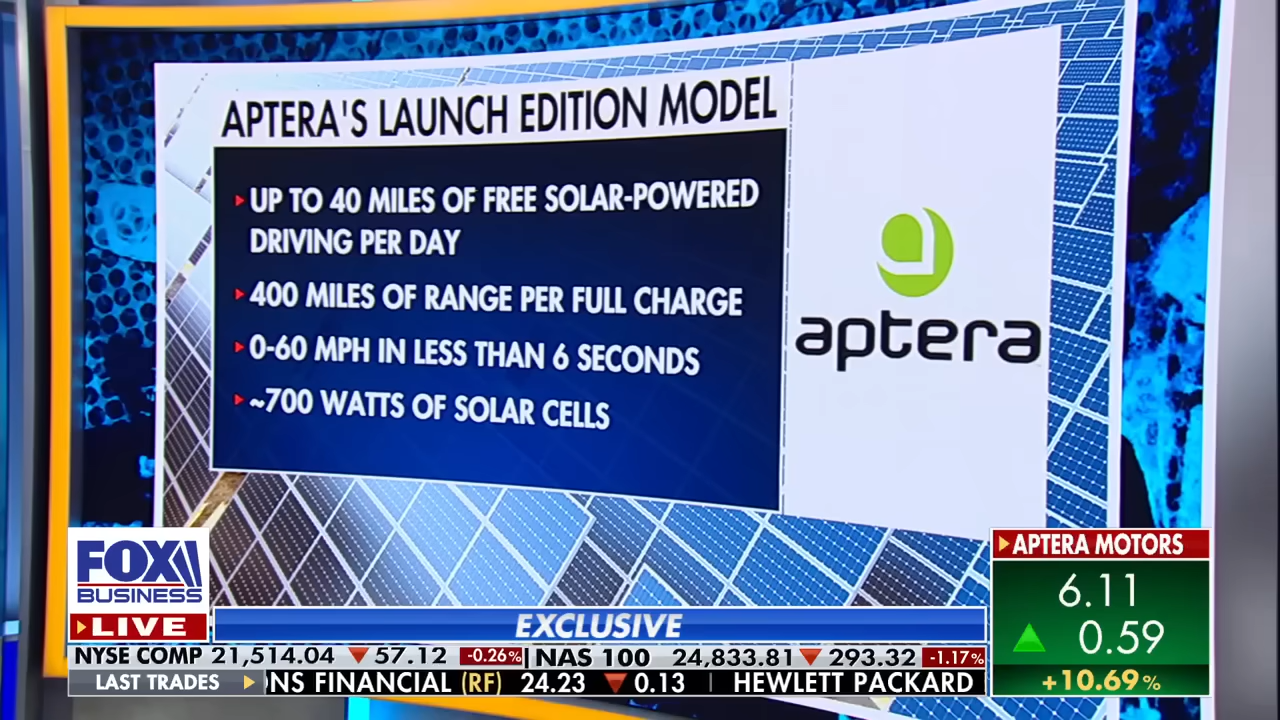 APTERA'S LAUNCH EDITION MODEL
UP TO 40 MILES OF FREE SOLAR-POWERED
DRIVING PER DAY
400 MILES OF RANGE PER FULL CHARGE
0-60 MPH IN LESS THAN 6 SECONDS
~700 WATTS OF SOLAR CELLS
aptera
FOX
BUSINESS
LIVE
EXCLUSIVE
APTERA MOTORS
6.11
0.59
+10.69%
NYSE COMP 21,514.04 57.12 -0.26% NAS 100 24,833.81 293.32 -1.17%
LAST TRADES NS FINANCIAL (RF) 24.23 0.13 HEWLETT PACKARD